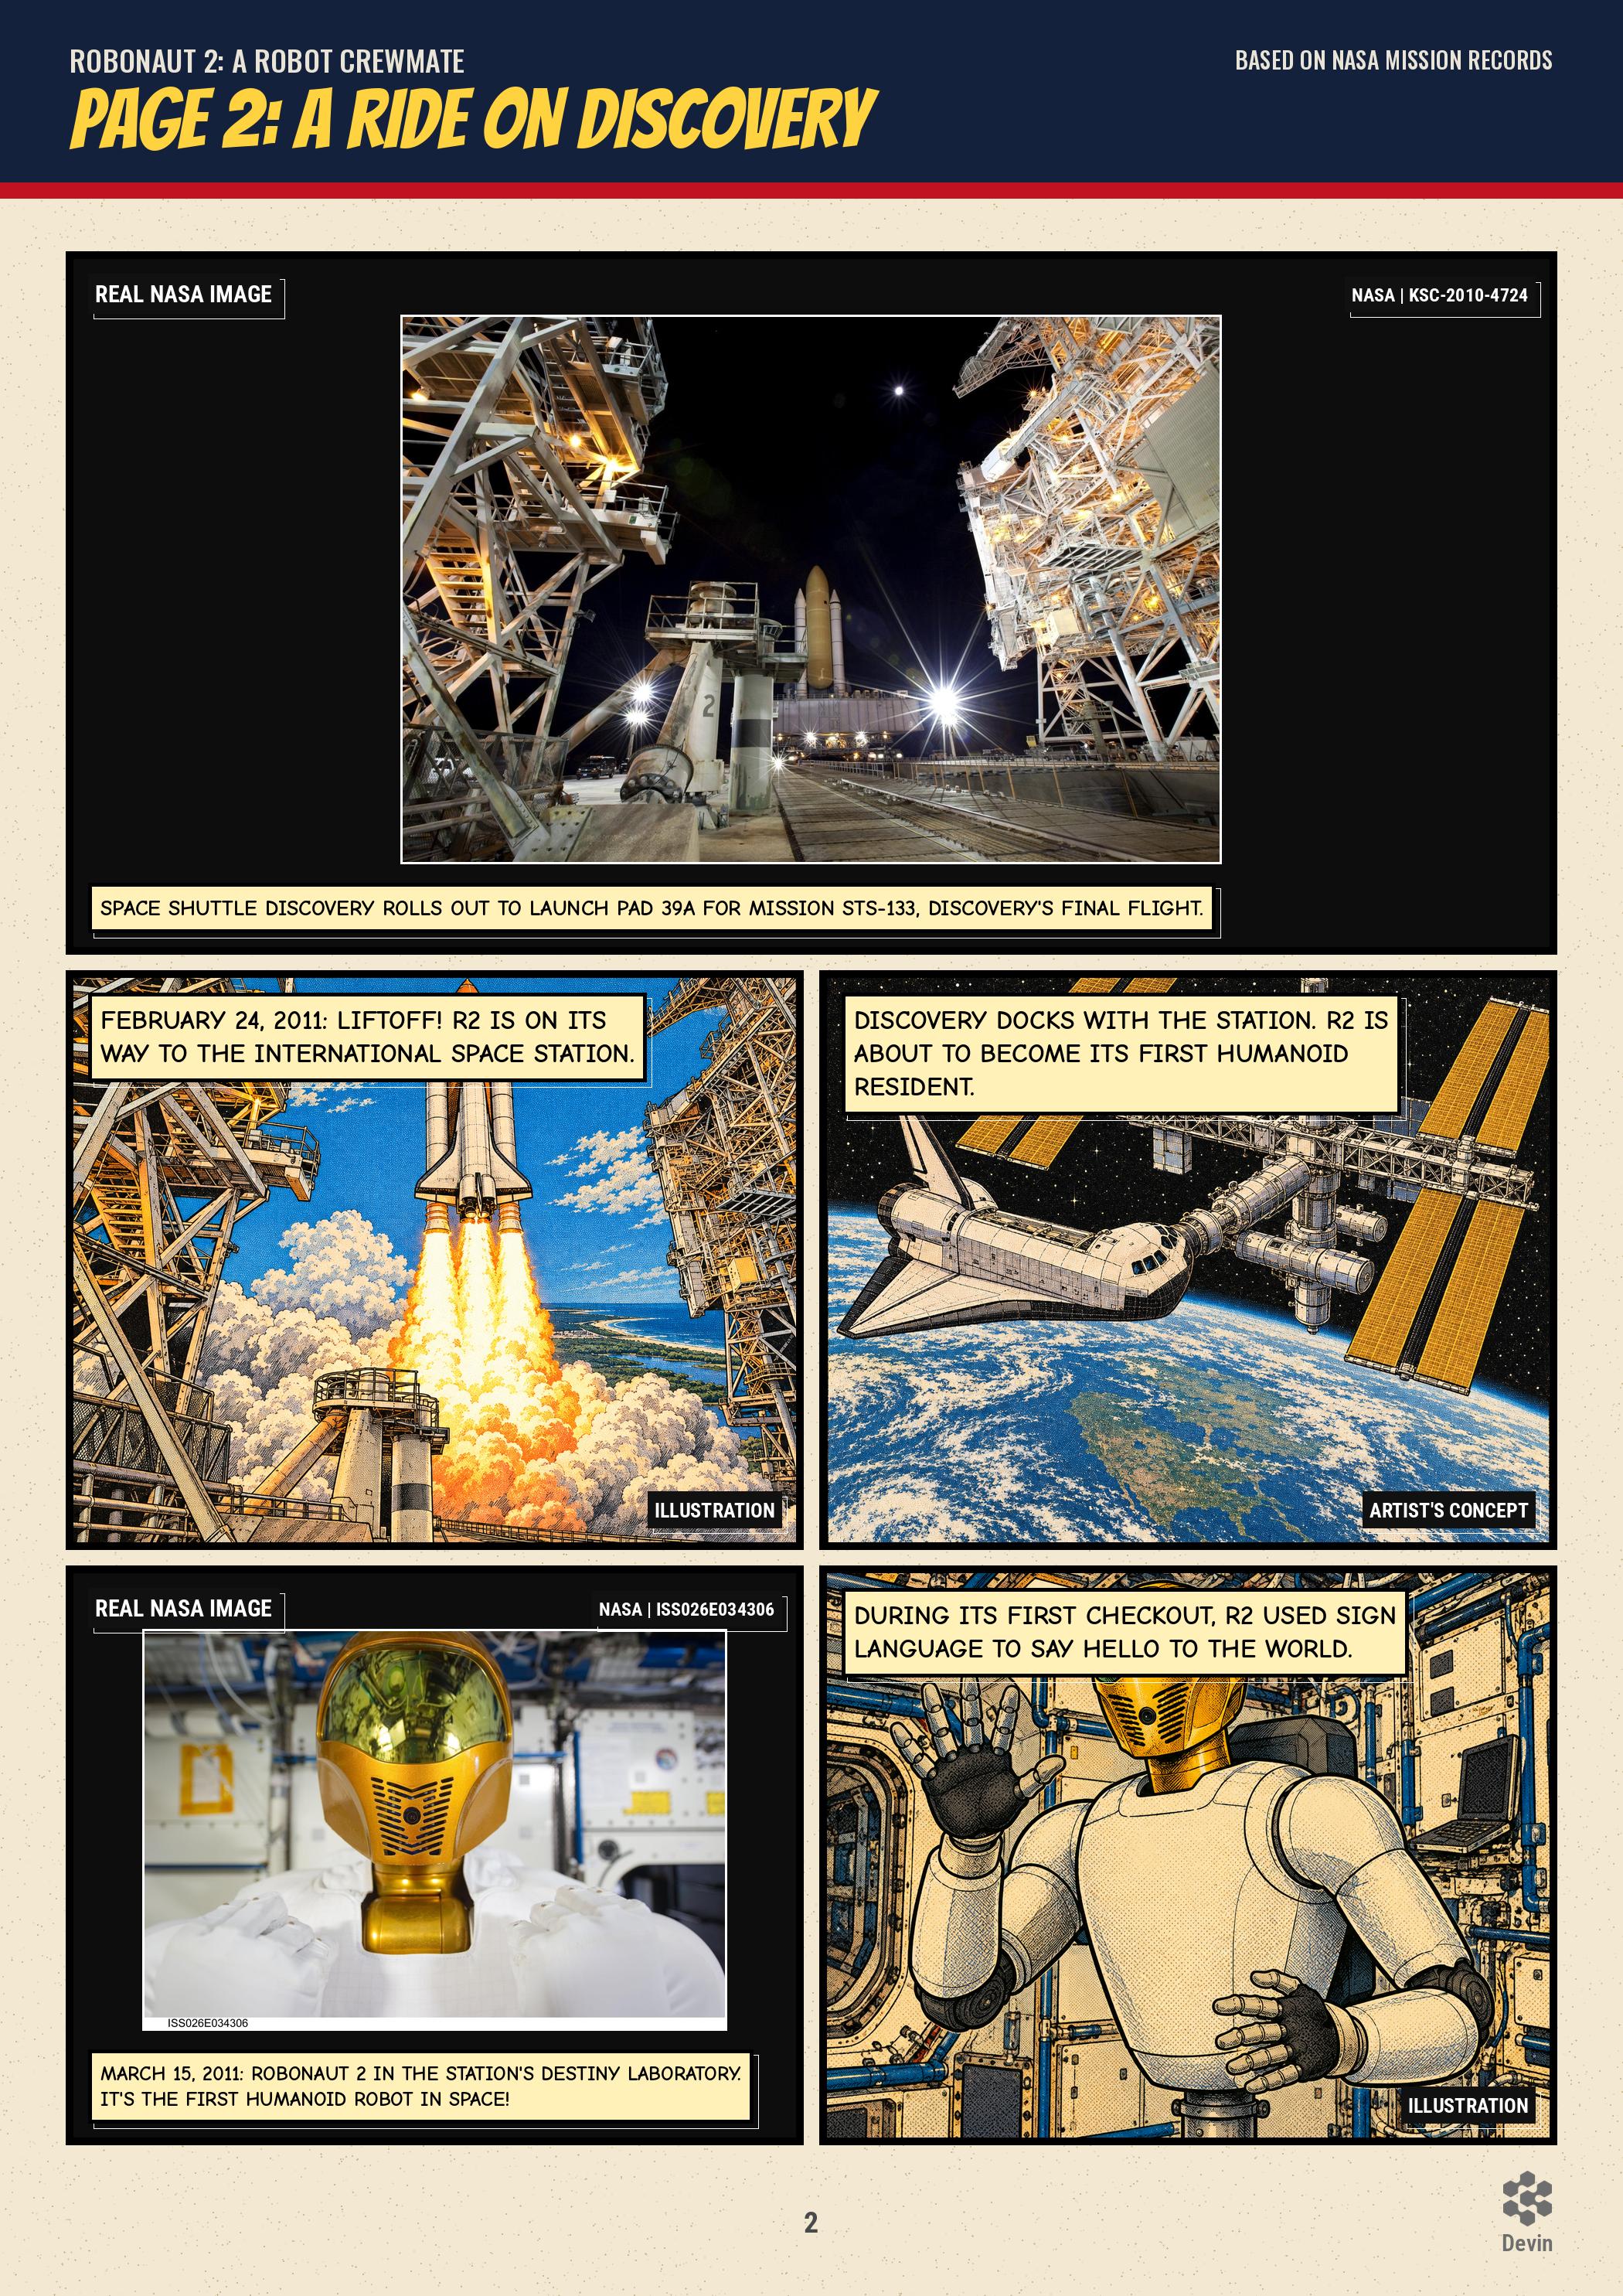 ROBONAUT 2: A ROBOT CREWMATE
BASED ON NASA MISSION RECORDS
PAGE 2: A RIDE ON DISCOVERY
REAL NASA IMAGE
NASA | KSC-2010-4724
2
SPACE SHUTTLE DISCOVERY ROLLS OUT TO LAUNCH PAD 39A FOR MISSION STS-133, DISCOVERY'S FINAL FLIGHT.
FEBRUARY 24, 2011: LIFTOFF! R2 IS ON ITS
WAY TO THE INTERNATIONAL SPACE STATION.
ILLUSTRATION
DISCOVERY DOCKS WITH THE STATION. R2 IS
ABOUT TO BECOME ITS FIRST HUMANOID
RESIDENT.
ARTIST'S CONCEPT
REAL NASA IMAGE
NASA | ISS026E034306
ISS026E034306
MARCH 15, 2011: ROBONAUT 2 IN THE STATION'S DESTINY LABORATORY.
IT'S THE FIRST HUMANOID ROBOT IN SPACE!
DURING ITS FIRST CHECKOUT, R2 USED SIGN
LANGUAGE TO SAY HELLO TO THE WORLD.
ILLUSTRATION
2
Devin